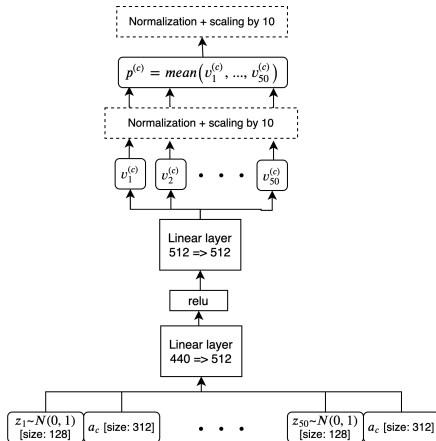 Normalization + scaling by 10
p^(c) = mean(v_1^(c), ..., v_50^(c))
Normalization + scaling by 10
v_1^(c) v_2^(c) • • • v_50^(c)
Linear layer
512 => 512
relu
Linear layer
440 => 512
z_1~N(0, 1)
[size: 128]
a_c [size: 312]
• • •
z_50~N(0, 1)
[size: 128]
a_c [size: 312]